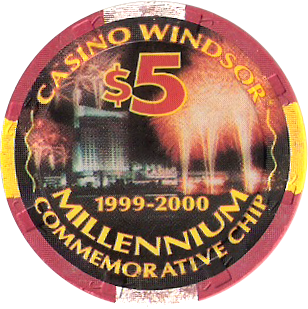 CASINO WINDSOR
$5
1999-2000
MILLENNIUM
COMMEMORATIVE CHIP